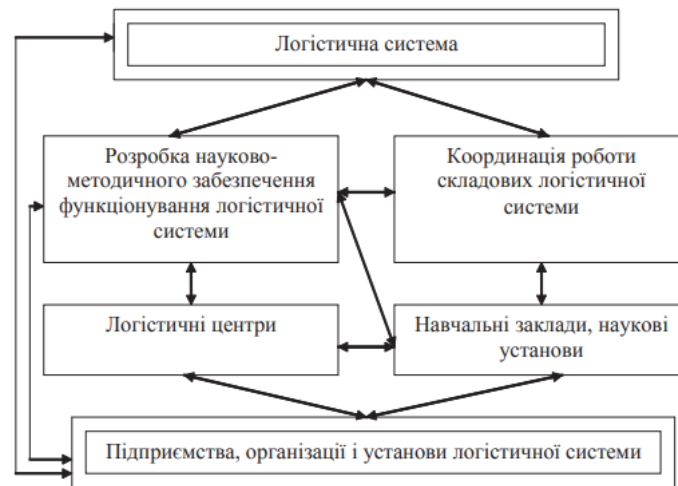 Логістична система
Розробка науково-
методичного забезпечення
функціонування логістичної
системи
Координація роботи
складових логістичної
системи
Логістичні центри
Навчальні заклади, наукові
установи
Підприємства, організації і установи логістичної системи